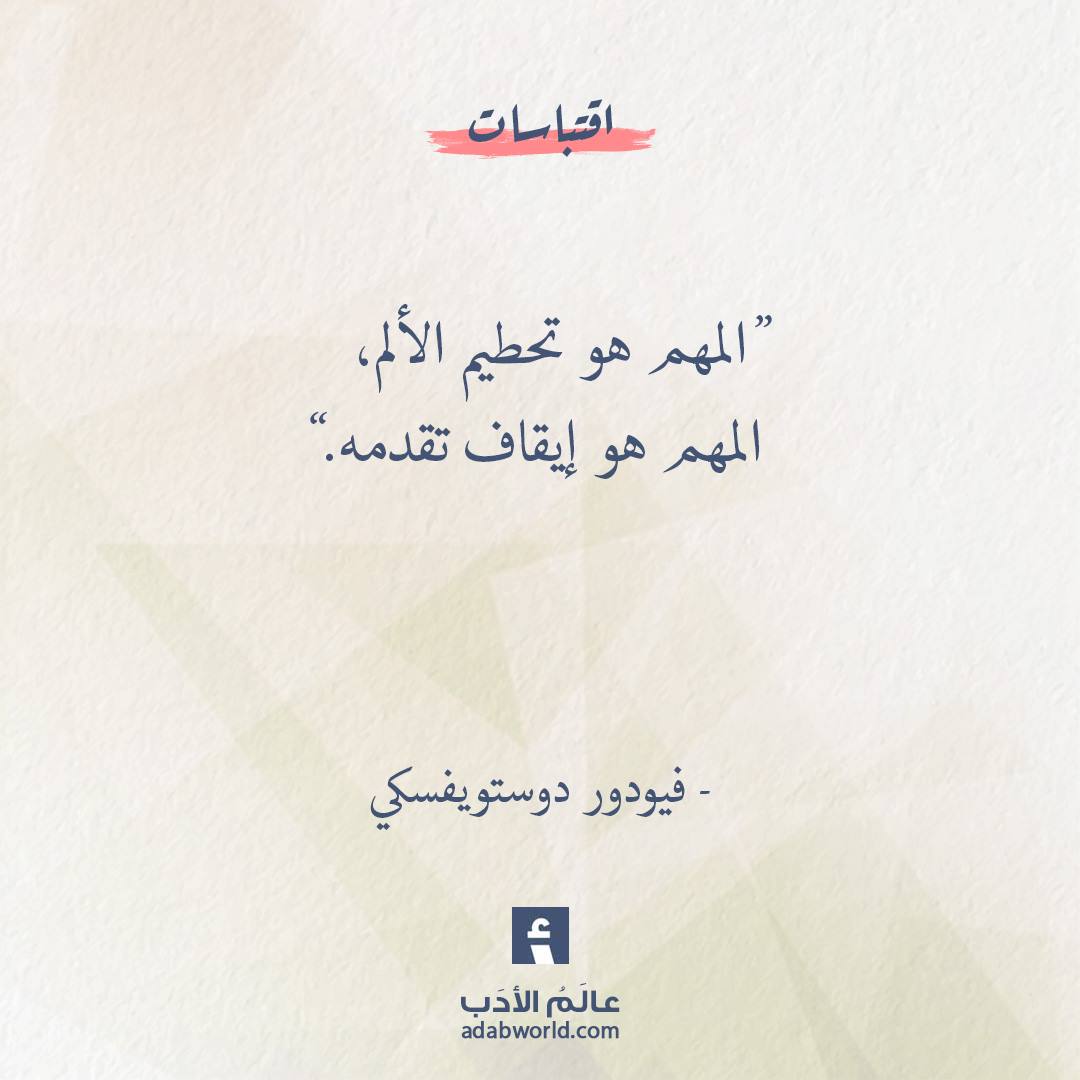 اقتباسات
”المهم هو تحطيم الألم،
المهم هو إيقاف تقدمه.“
- فيودور دوستويفسكي
أ
عالَمُ الأدَب
adabworld.com